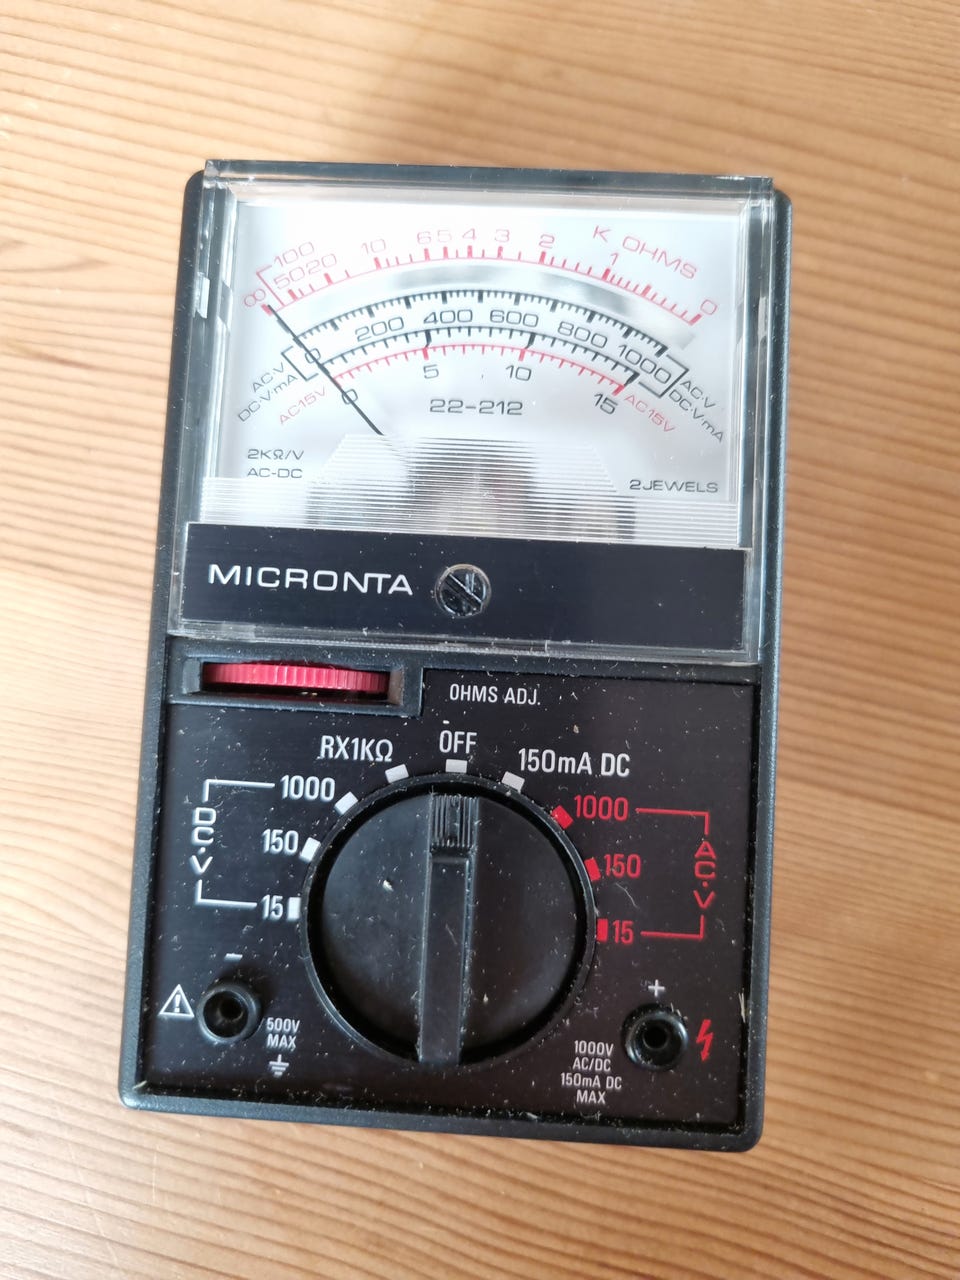 K OHMS
∞ 100 50 20 10 6 5 4 3 2 1 0
0 200 400 600 800 1000
AC·V
DC·V·mA
AC·V
DC·V·mA
0 5 10 15
AC15V
AC15V
22-212
2KΩ/V
AC-DC
2JEWELS
MICRONTA
OHMS ADJ.
RX1KΩ
OFF
150mA DC
DC·V
1000
150
15
1000
150
15
AC·V
−
500V
MAX
+
1000V
AC/DC
150mA DC
MAX